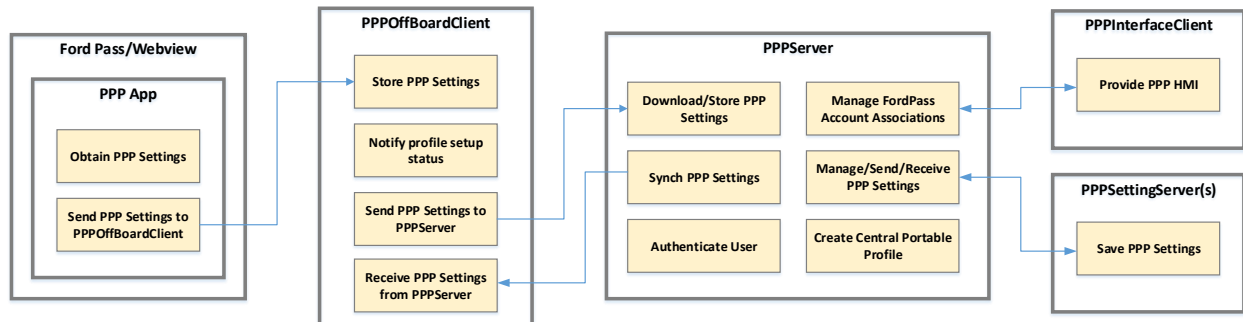 Ford Pass/Webview
PPP App
Obtain PPP Settings
Send PPP Settings to
PPPOffBoardClient
PPPOffBoardClient
Store PPP Settings
Notify profile setup
status
Send PPP Settings to
PPPServer
Receive PPP Settings
from PPPServer
PPPServer
Download/Store PPP
Settings
Synch PPP Settings
Authenticate User
Manage FordPass
Account Associations
Manage/Send/Receive
PPP Settings
Create Central Portable
Profile
PPPInterfaceClient
Provide PPP HMI
PPPSettingServer(s)
Save PPP Settings